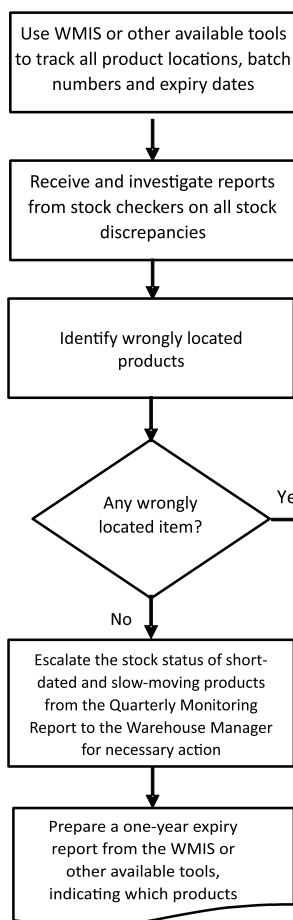 Use WMIS or other available tools
to track all product locations, batch
numbers and expiry dates
Receive and investigate reports
from stock checkers on all stock
discrepancies
Identify wrongly located
products
Any wrongly
located item?
Ye
No
Escalate the stock status of short-
dated and slow-moving products
from the Quarterly Monitoring
Report to the Warehouse Manager
for necessary action
Prepare a one-year expiry
report from the WMIS or
other available tools,
indicating which products